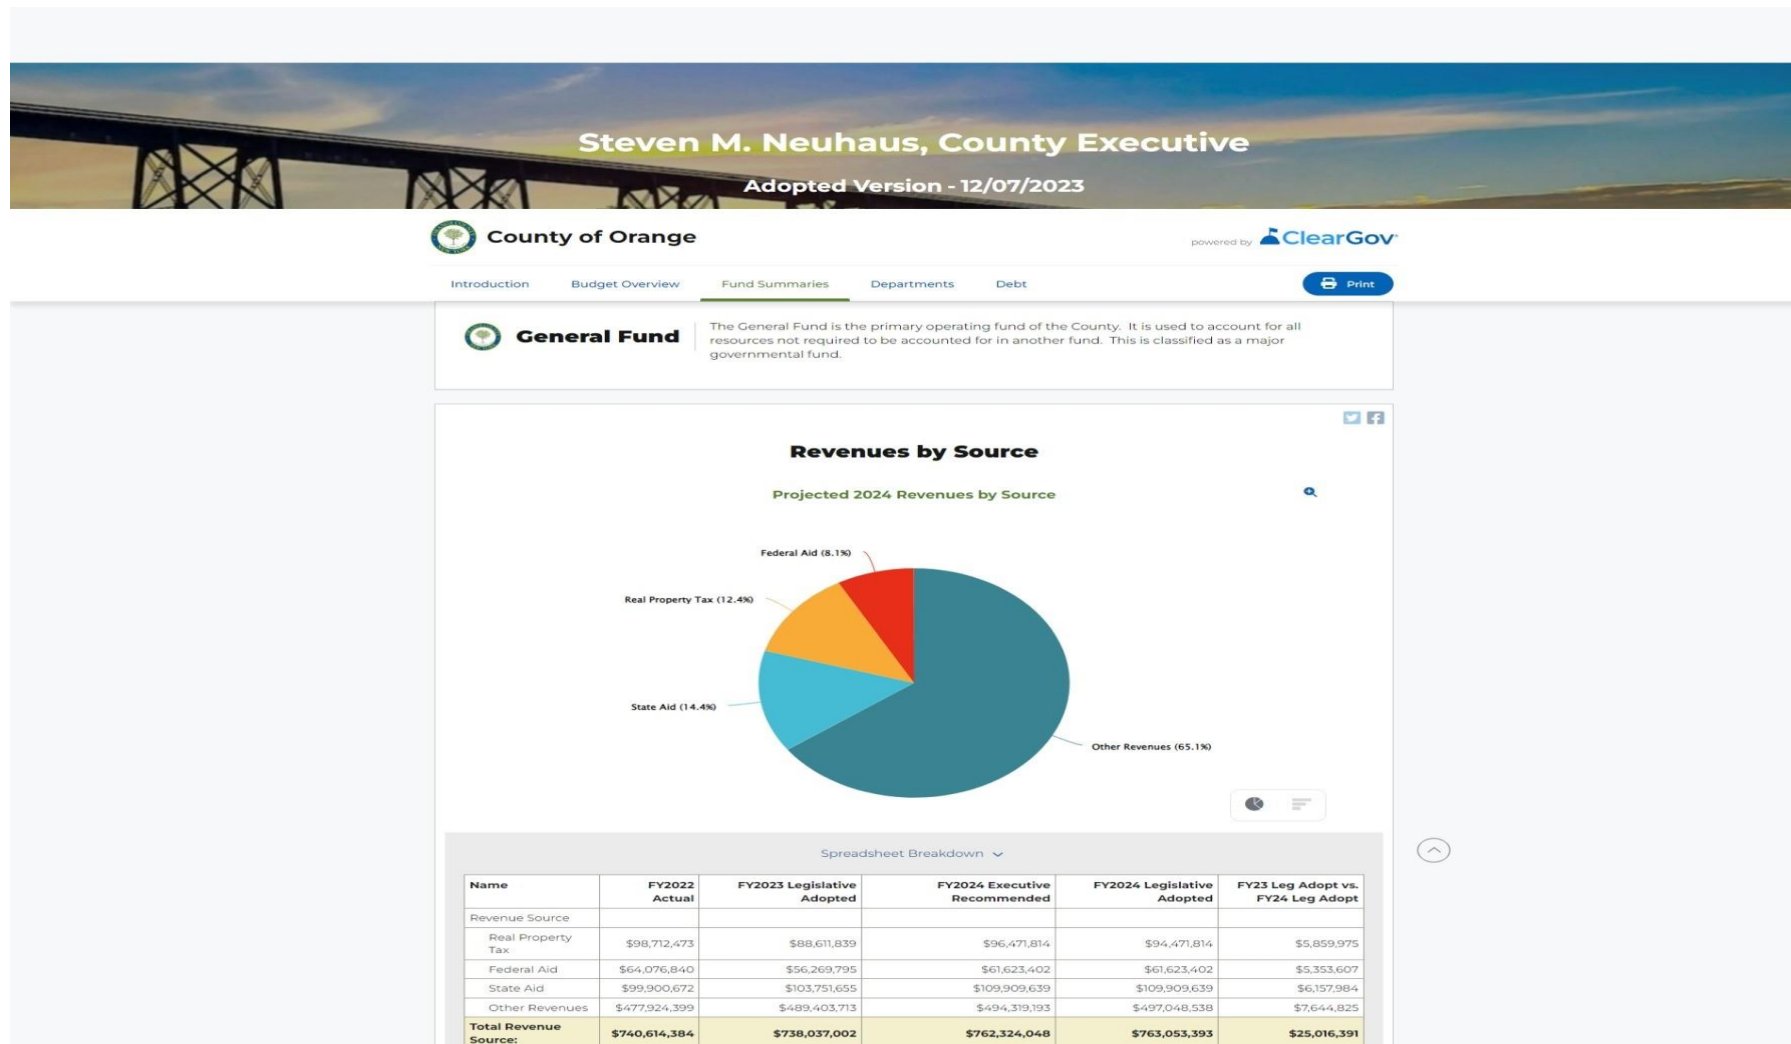 Steven M. Neuhaus, County Executive
Adopted Version - 12/07/2023
County of Orange
powered by ClearGov
Introduction Budget Overview Fund Summaries Departments Debt Print
General Fund
The General Fund is the primary operating fund of the County. It is used to account for all
resources not required to be accounted for in another fund. This is classified as a major
governmental fund.
Revenues by Source
Projected 2024 Revenues by Source
Federal Aid (8.1%)
Real Property Tax (12.4%)
State Aid (14.4%)
Other Revenues (65.1%)
Spreadsheet Breakdown
Name FY2022 FY2023 Legislative FY2024 Executive FY2024 Legislative FY23 Leg Adopt vs.
Actual Adopted Recommended Adopted FY24 Leg Adopt
Revenue Source
Real Property
Tax $98,712,473 $88,611,839 $96,471,814 $94,471,814 $5,859,975
Federal Aid $64,076,840 $56,269,795 $61,623,402 $61,623,402 $5,353,607
State Aid $99,900,672 $103,751,655 $109,909,639 $109,909,639 $6,157,984
Other Revenues $477,924,399 $489,403,713 $494,319,193 $497,048,538 $7,644,825
Total Revenue
Source: $740,614,384 $738,037,002 $762,324,048 $763,053,393 $25,016,391